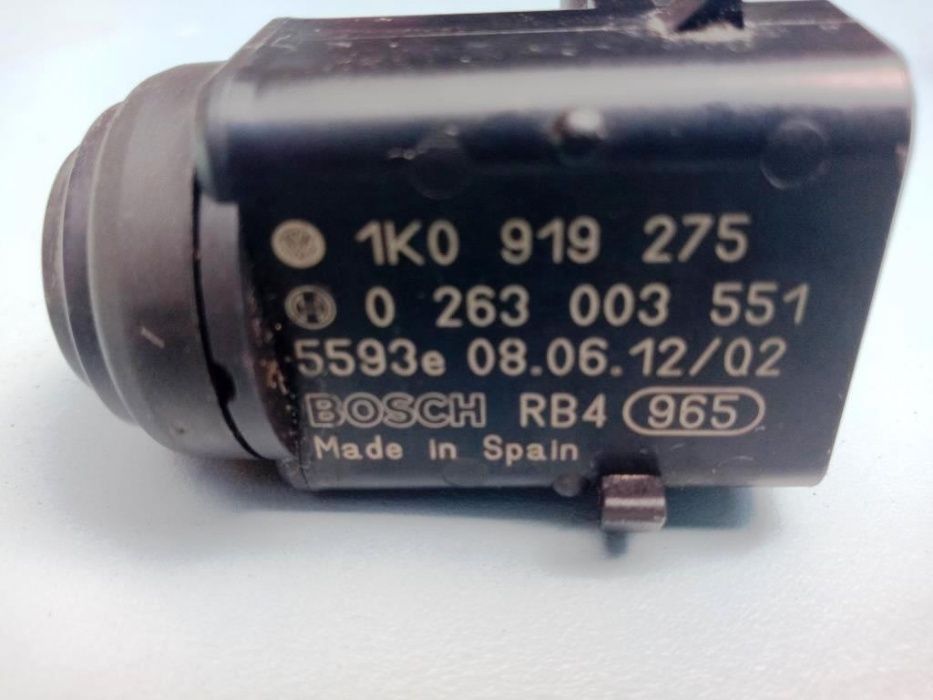 1K0 919 275
0 263 003 551
5593e 08.06.12/02
BOSCH RB4 965
Made in Spain